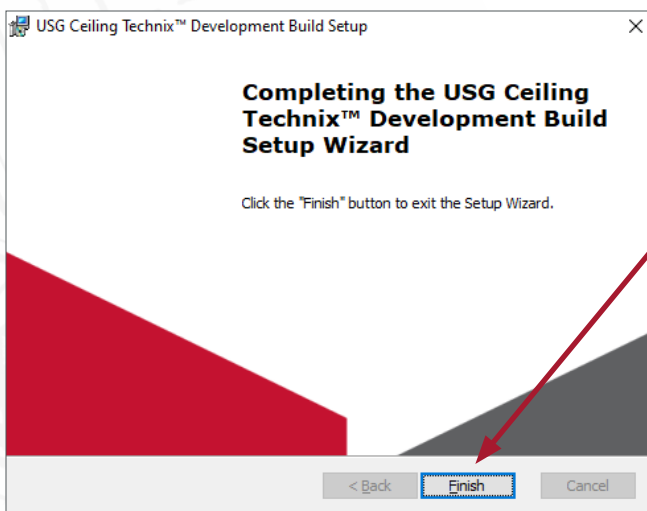 USG Ceiling Technix™ Development Build Setup
Completing the USG Ceiling
Technix™ Development Build
Setup Wizard
Click the "Finish" button to exit the Setup Wizard.
< Back Finish Cancel